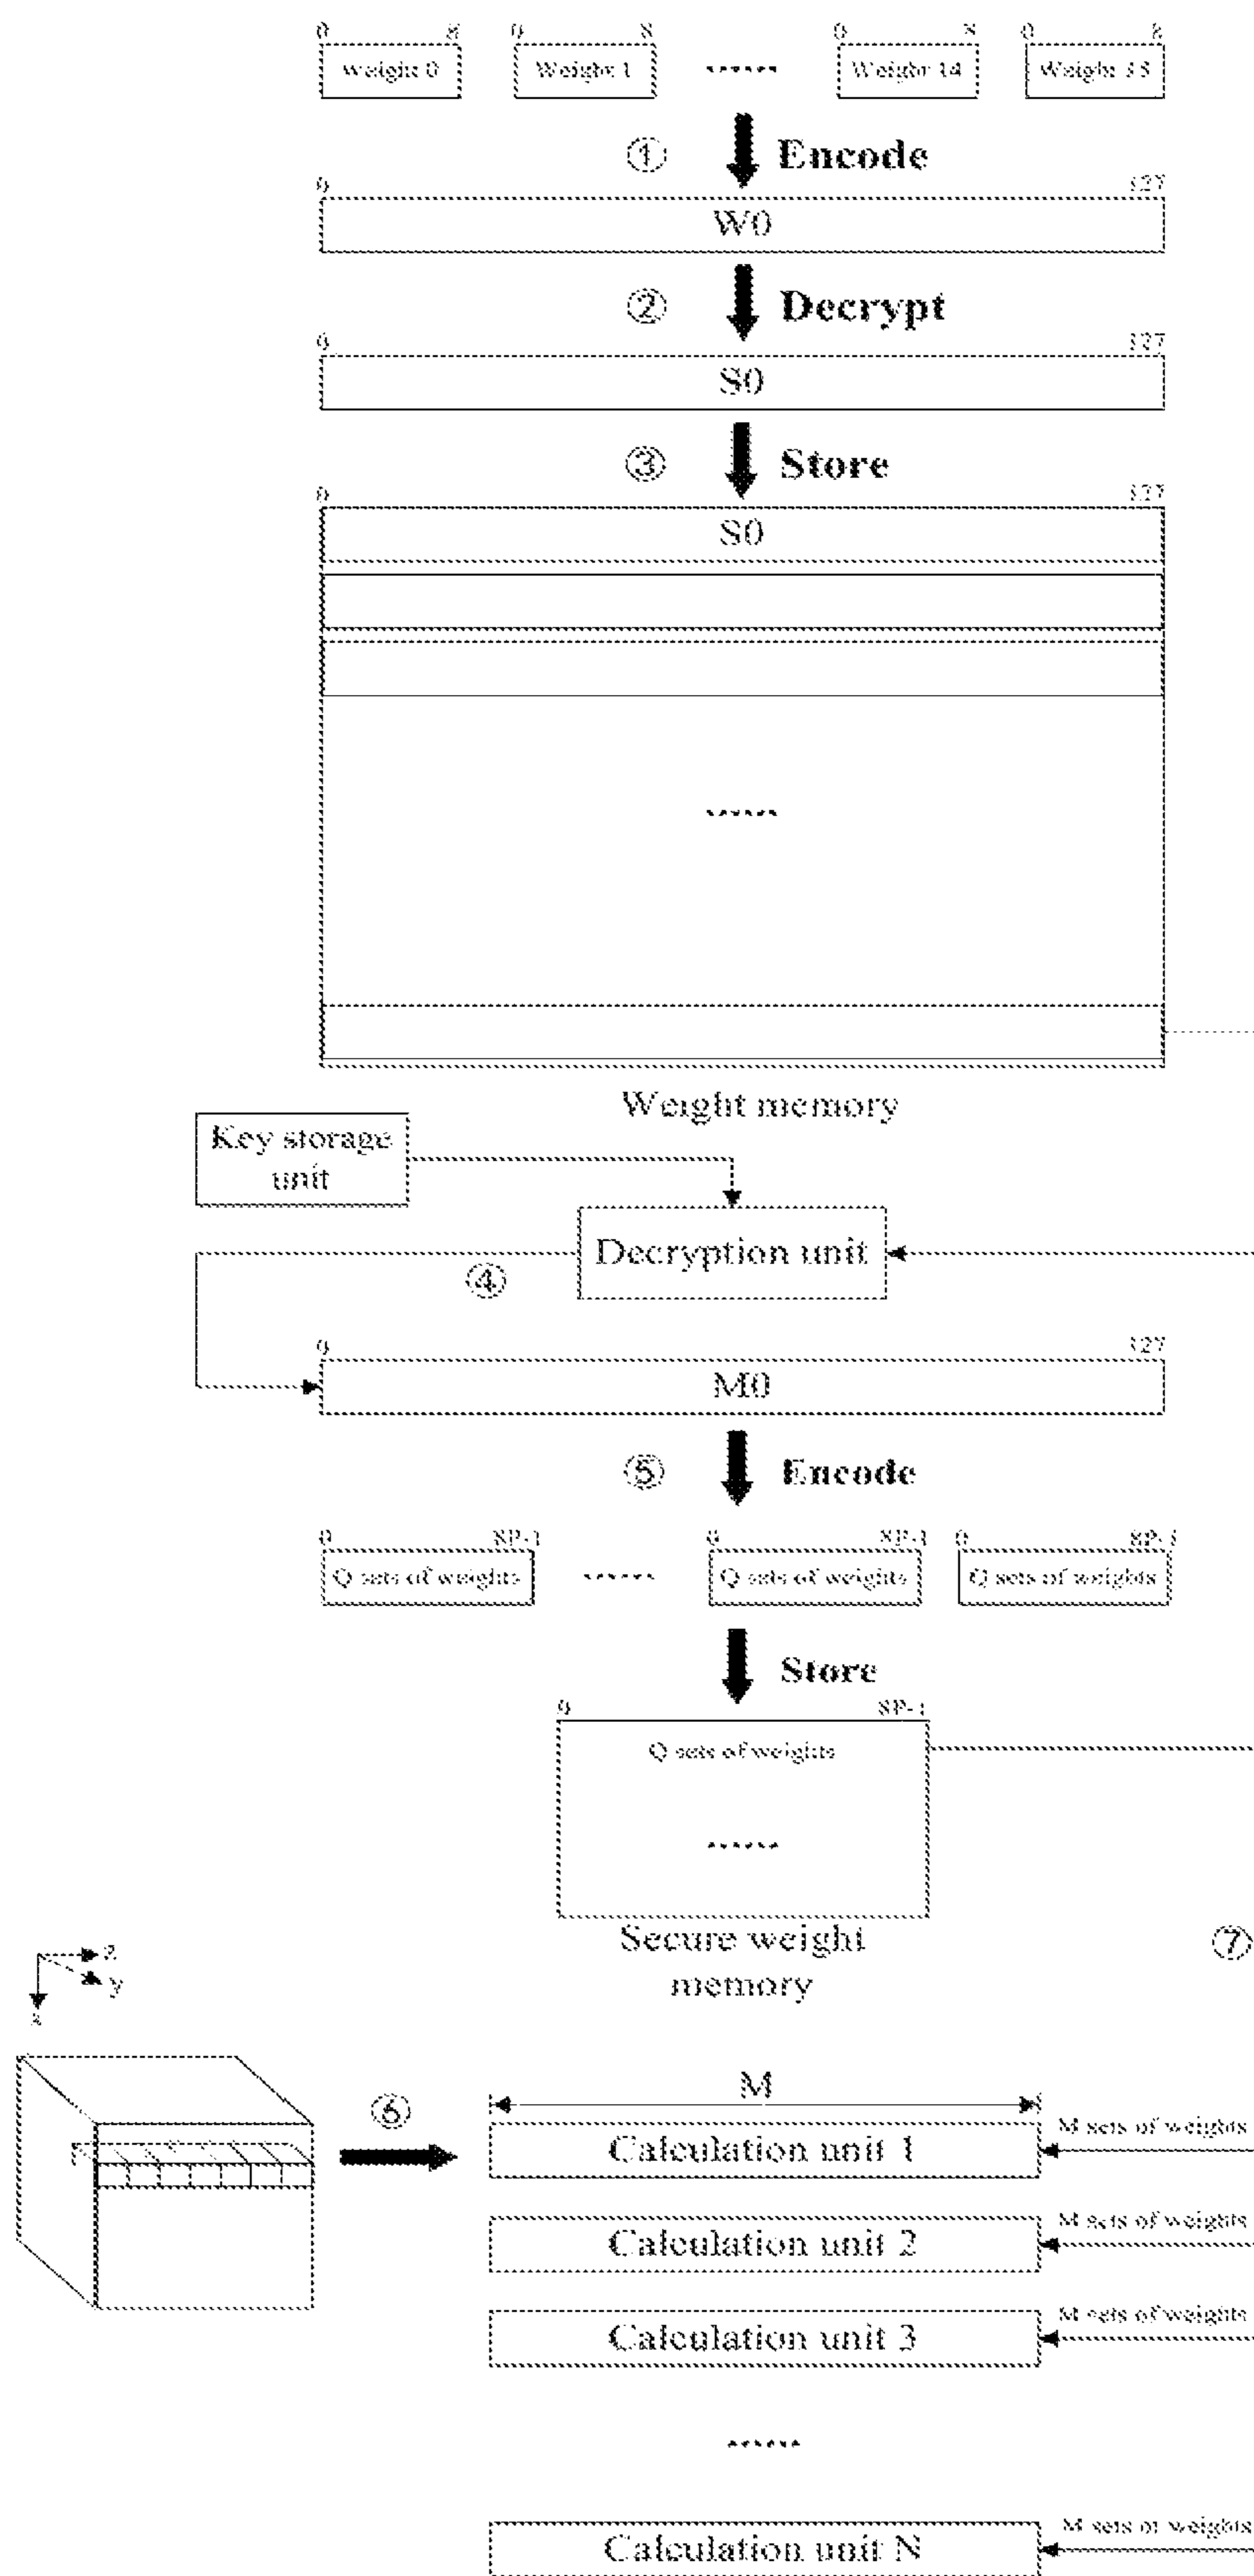 0 8 0 8 0 8 0 8
Weight 0 Weight 1 ...... Weight 14 Weight 15
① Encode
0 127
W0
② Decrypt
0 127
S0
③ Store
0 127
S0
......
Weight memory
Key storage
unit
Decryption unit
④
0 127
M0
⑤ Encode
0 8P-1 0 8P-1 0 8P-1
Q sets of weights ...... Q sets of weights Q sets of weights
Store
0 8P-1
Q sets of weights
......
Secure weight
memory
⑦
z
y
x
⑥
M
Calculation unit 1
M sets of weights
Calculation unit 2
M sets of weights
Calculation unit 3
M sets of weights
......
Calculation unit N
M sets of weights